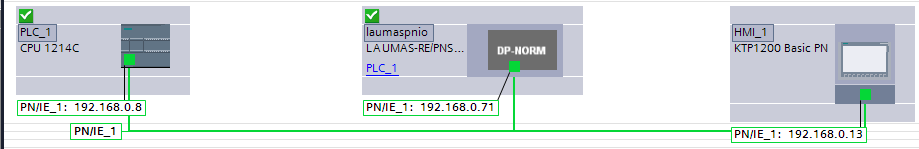 PLC_1
CPU 1214C
laumaspnio
LAUMAS-RE/PNS...
DP-NORM
PLC_1
HMI_1
KTP1200 Basic PN
PN/IE_1: 192.168.0.8
PN/IE_1: 192.168.0.71
PN/IE_1
PN/IE_1: 192.168.0.13